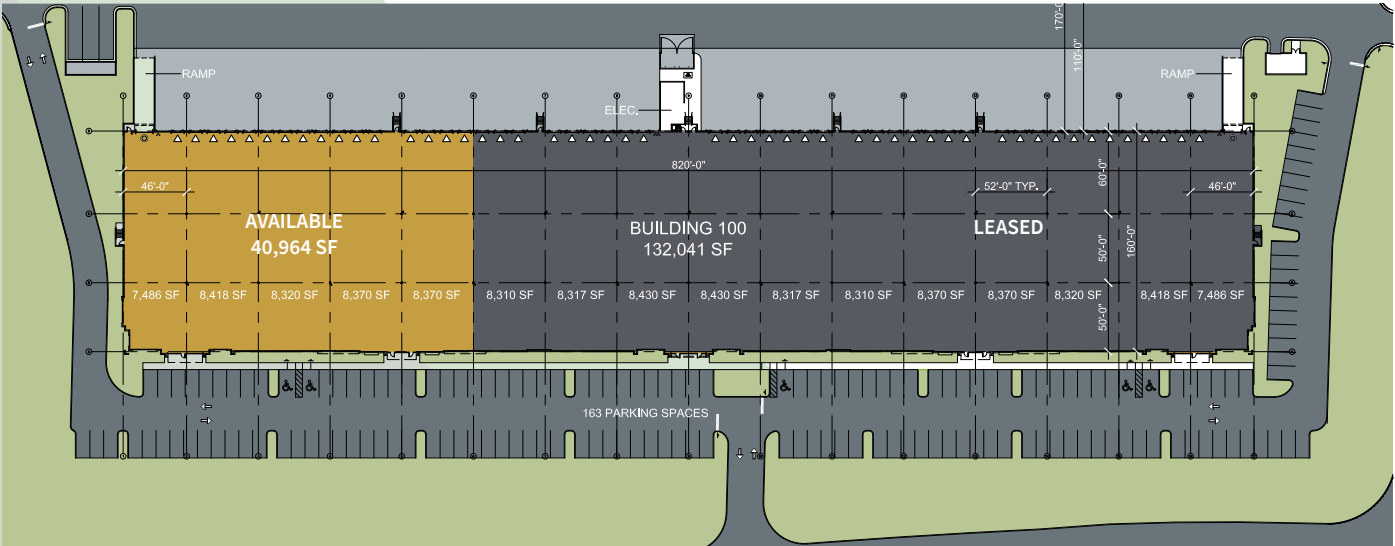 170'-0"
110'-0"
RAMP
RAMP
ELEC.
820'-0"
46'-0"
52'-0" TYP.
46'-0"
60'-0"
AVAILABLE
40,964 SF
BUILDING 100
132,041 SF
LEASED
50'-0"
160'-0"
7,486 SF
8,418 SF
8,320 SF
8,370 SF
8,370 SF
8,310 SF
8,317 SF
8,430 SF
8,430 SF
8,317 SF
8,310 SF
8,370 SF
8,370 SF
8,320 SF
8,418 SF
7,486 SF
50'-0"
163 PARKING SPACES